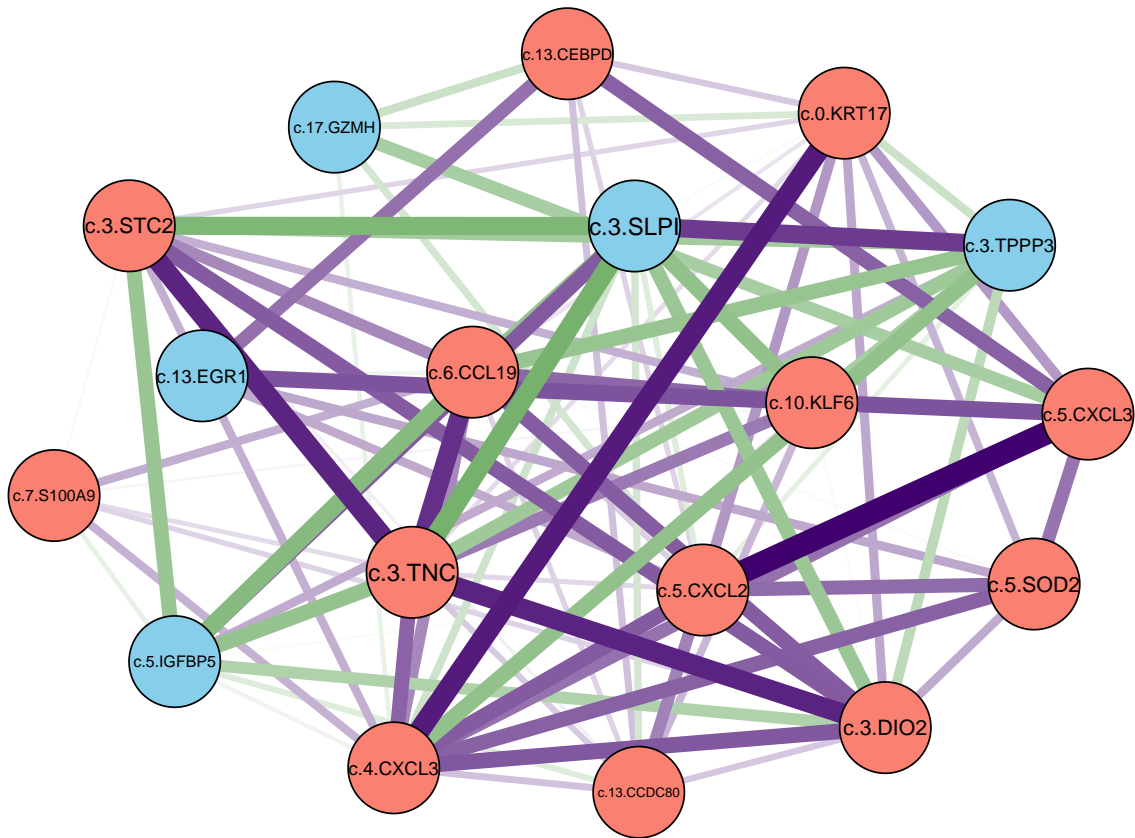 c.13.CEBPD
c.0.KRT17
c.17.GZMH
c.3.STC2
c.3.SLPI
c.3.TPPP3
c.13.EGR1
c.6.CCL19
c.10.KLF6
c.5.CXCL3
c.7.S100A9
c.3.TNC
c.5.CXCL2
c.5.SOD2
c.5.IGFBP5
c.3.DIO2
c.4.CXCL3
c.13.CCDC80